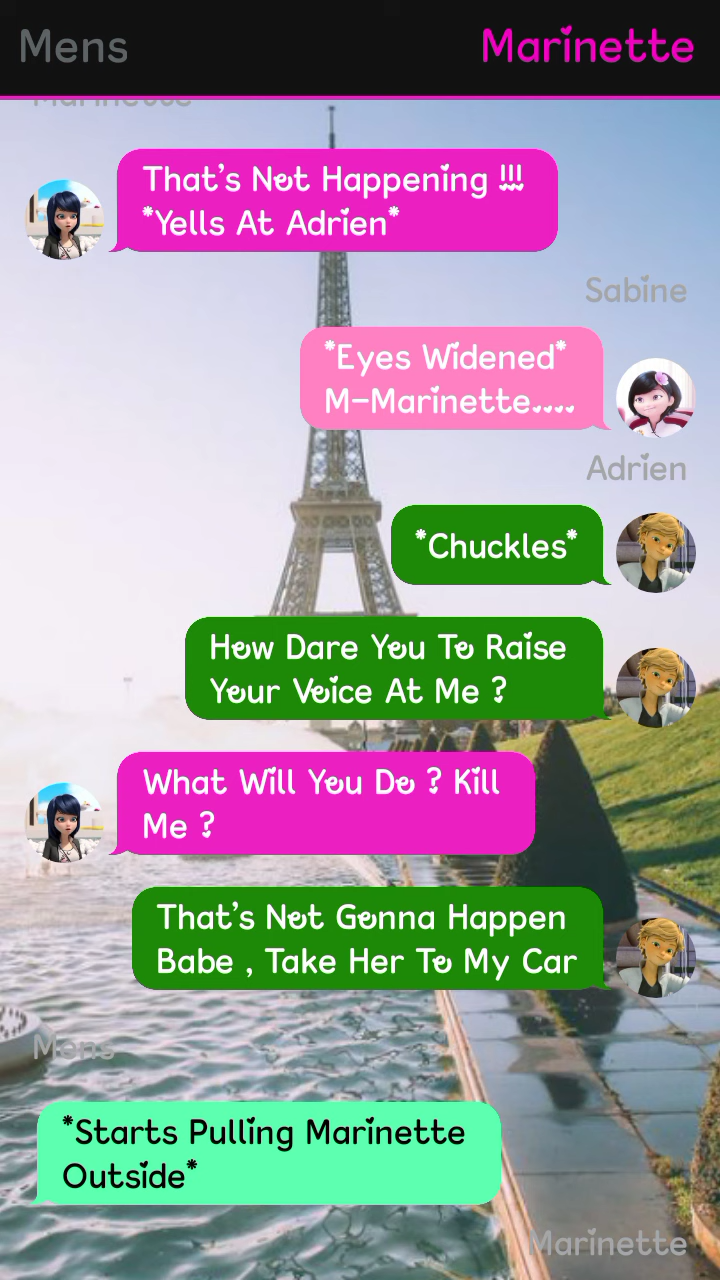 Mens
Marinette
Marinette
That's Not Happening !!!
*Yells At Adrien*
Sabine
*Eyes Widened*
M-Marinette....
Adrien
*Chuckles*
How Dare You To Raise
Your Voice At Me ?
What Will You Do ? Kill
Me ?
That's Not Gonna Happen
Babe , Take Her To My Car
Mens
*Starts Pulling Marinette
Outside*
Marinette